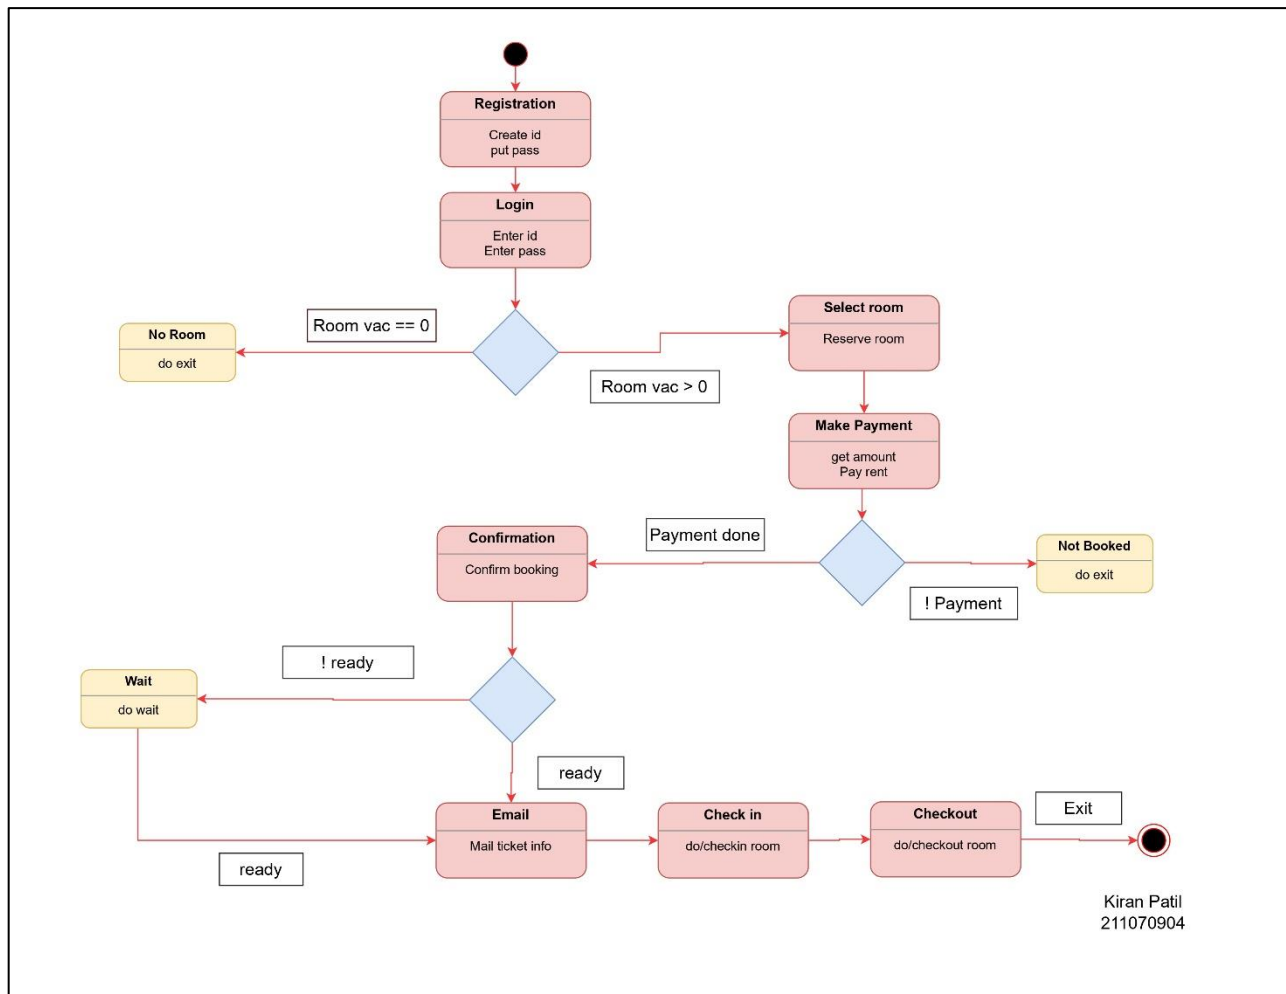 Registration
Create id
put pass
Login
Enter id
Enter pass
Room vac == 0
No Room
do exit
Room vac > 0
Select room
Reserve room
Make Payment
get amount
Pay rent
Payment done
Confirmation
Confirm booking
Not Booked
do exit
! Payment
! ready
Wait
do wait
ready
ready
Email
Mail ticket info
Check in
do/checkin room
Checkout
do/checkout room
Exit
Kiran Patil
211070904